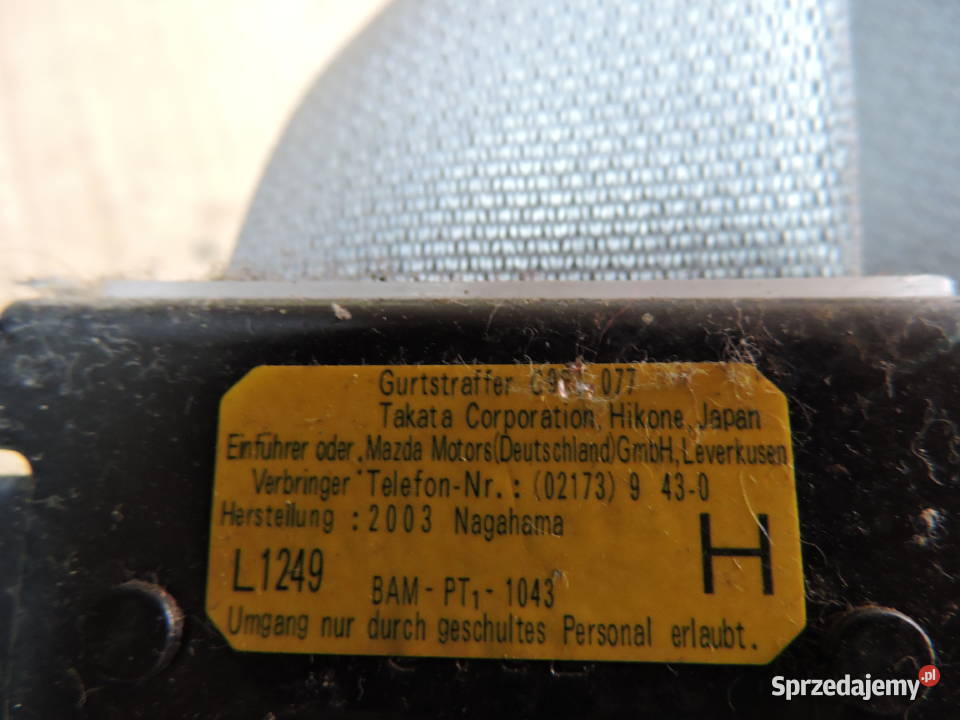 Gurtstraffer 077
Takata Corporation, Hikone, Japan
Einführer oder. Mazda Motors(Deutschland)GmbH, Leverkusen
Verbringer Telefon-Nr.: (02173) 9 43-0
Herstellung : 2003 Nagahama
L1249 BAM-PT₁-1043 H
Umgang nur durch geschultes Personal erlaubt.
Sprzedajemy.pl